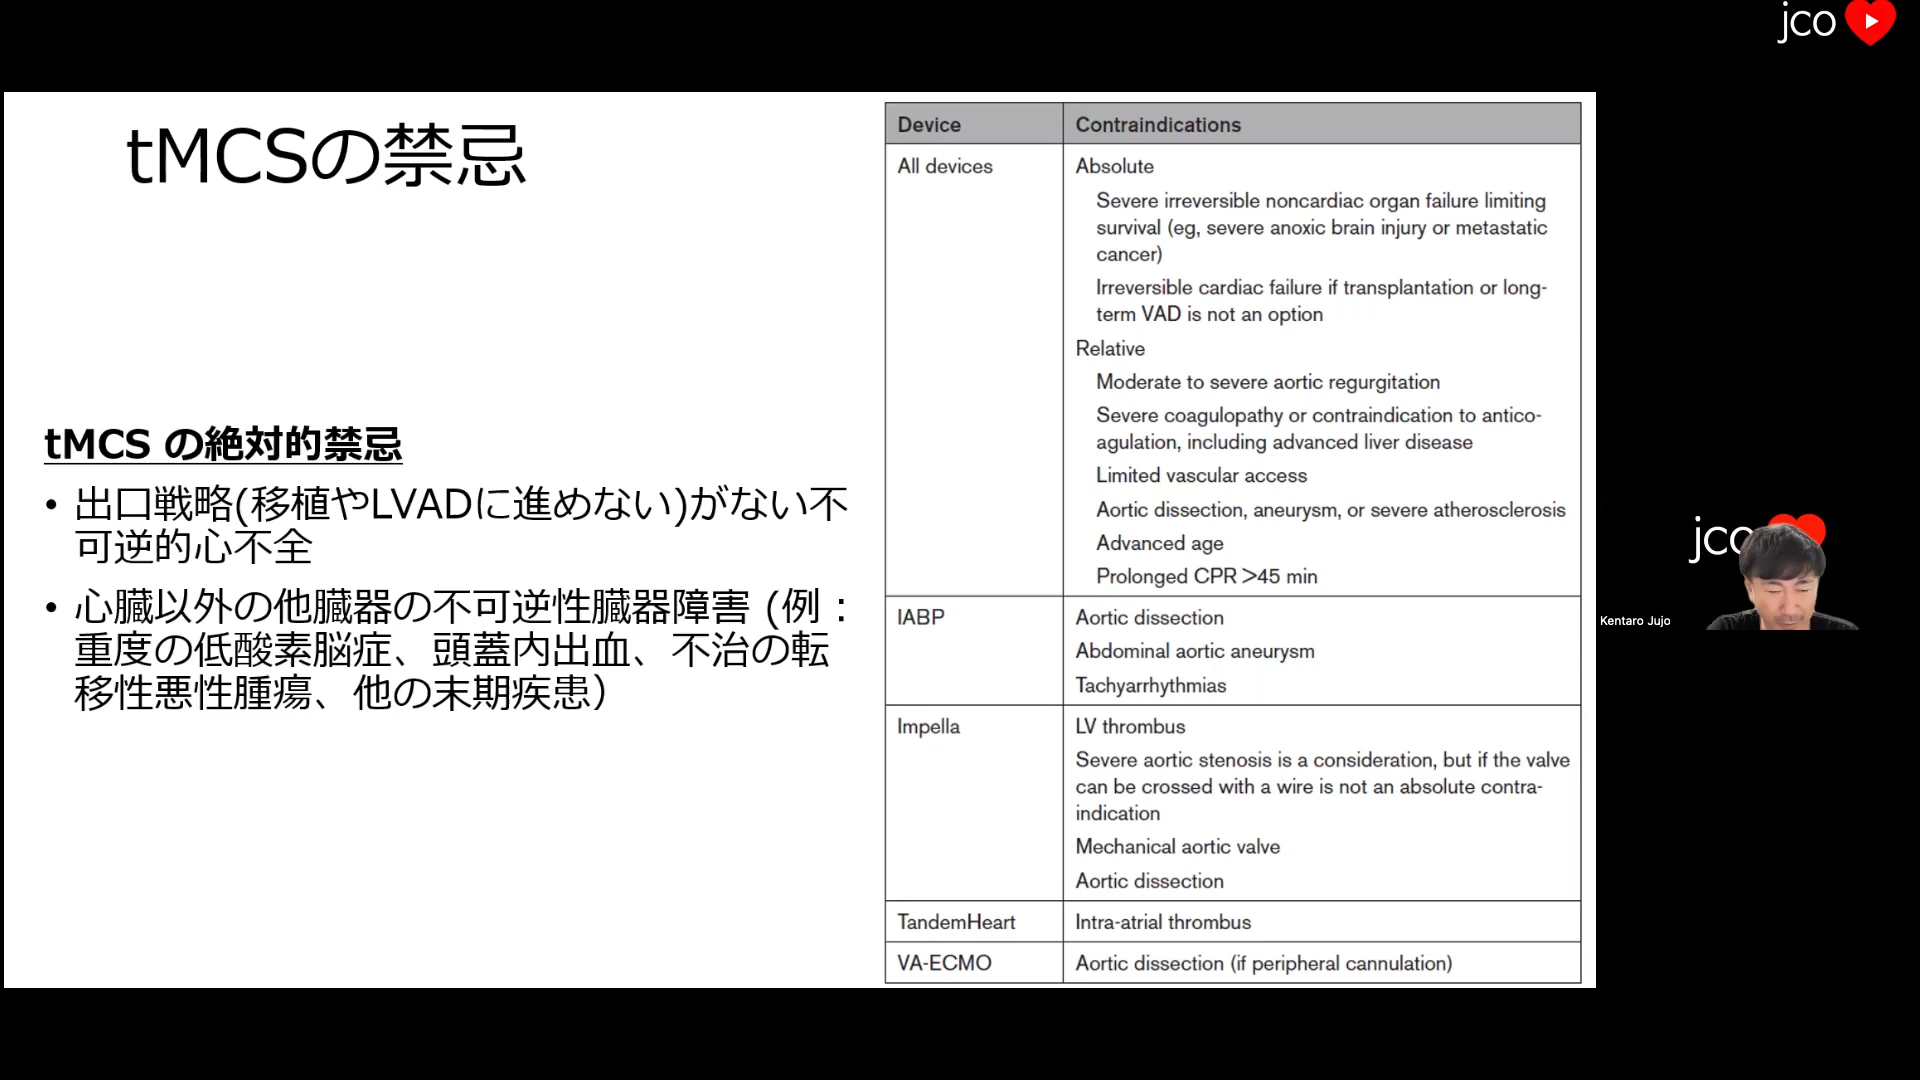 jco
tMCSの禁忌
tMCS の絶対的禁忌
• 出口戦略(移植やLVADに進めない)がない不
可逆的心不全
• 心臓以外の他臓器の不可逆性臓器障害 (例：
重度の低酸素脳症、頭蓋内出血、不治の転
移性悪性腫瘍、他の末期疾患）
Device Contraindications
All devices Absolute
Severe irreversible noncardiac organ failure limiting
survival (eg, severe anoxic brain injury or metastatic
cancer)
Irreversible cardiac failure if transplantation or long-
term VAD is not an option
Relative
Moderate to severe aortic regurgitation
Severe coagulopathy or contraindication to antico-
agulation, including advanced liver disease
Limited vascular access
Aortic dissection, aneurysm, or severe atherosclerosis
Advanced age
Prolonged CPR >45 min
IABP Aortic dissection
Abdominal aortic aneurysm
Tachyarrhythmias
Impella LV thrombus
Severe aortic stenosis is a consideration, but if the valve
can be crossed with a wire is not an absolute contra-
indication
Mechanical aortic valve
Aortic dissection
TandemHeart Intra-atrial thrombus
VA-ECMO Aortic dissection (if peripheral cannulation)
jco
Kentaro Jujo